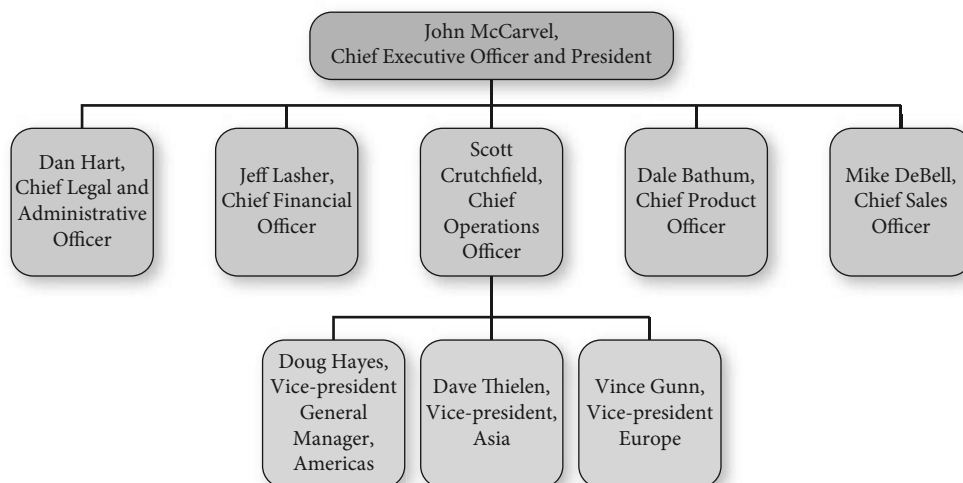 John McCarvel,
Chief Executive Officer and President
Dan Hart,
Chief Legal and
Administrative
Officer
Jeff Lasher,
Chief Financial
Officer
Scott
Crutchfield,
Chief
Operations
Officer
Dale Bathum,
Chief Product
Officer
Mike DeBell,
Chief Sales
Officer
Doug Hayes,
Vice-president
General
Manager,
Americas
Dave Thielen,
Vice-president,
Asia
Vince Gunn,
Vice-president
Europe